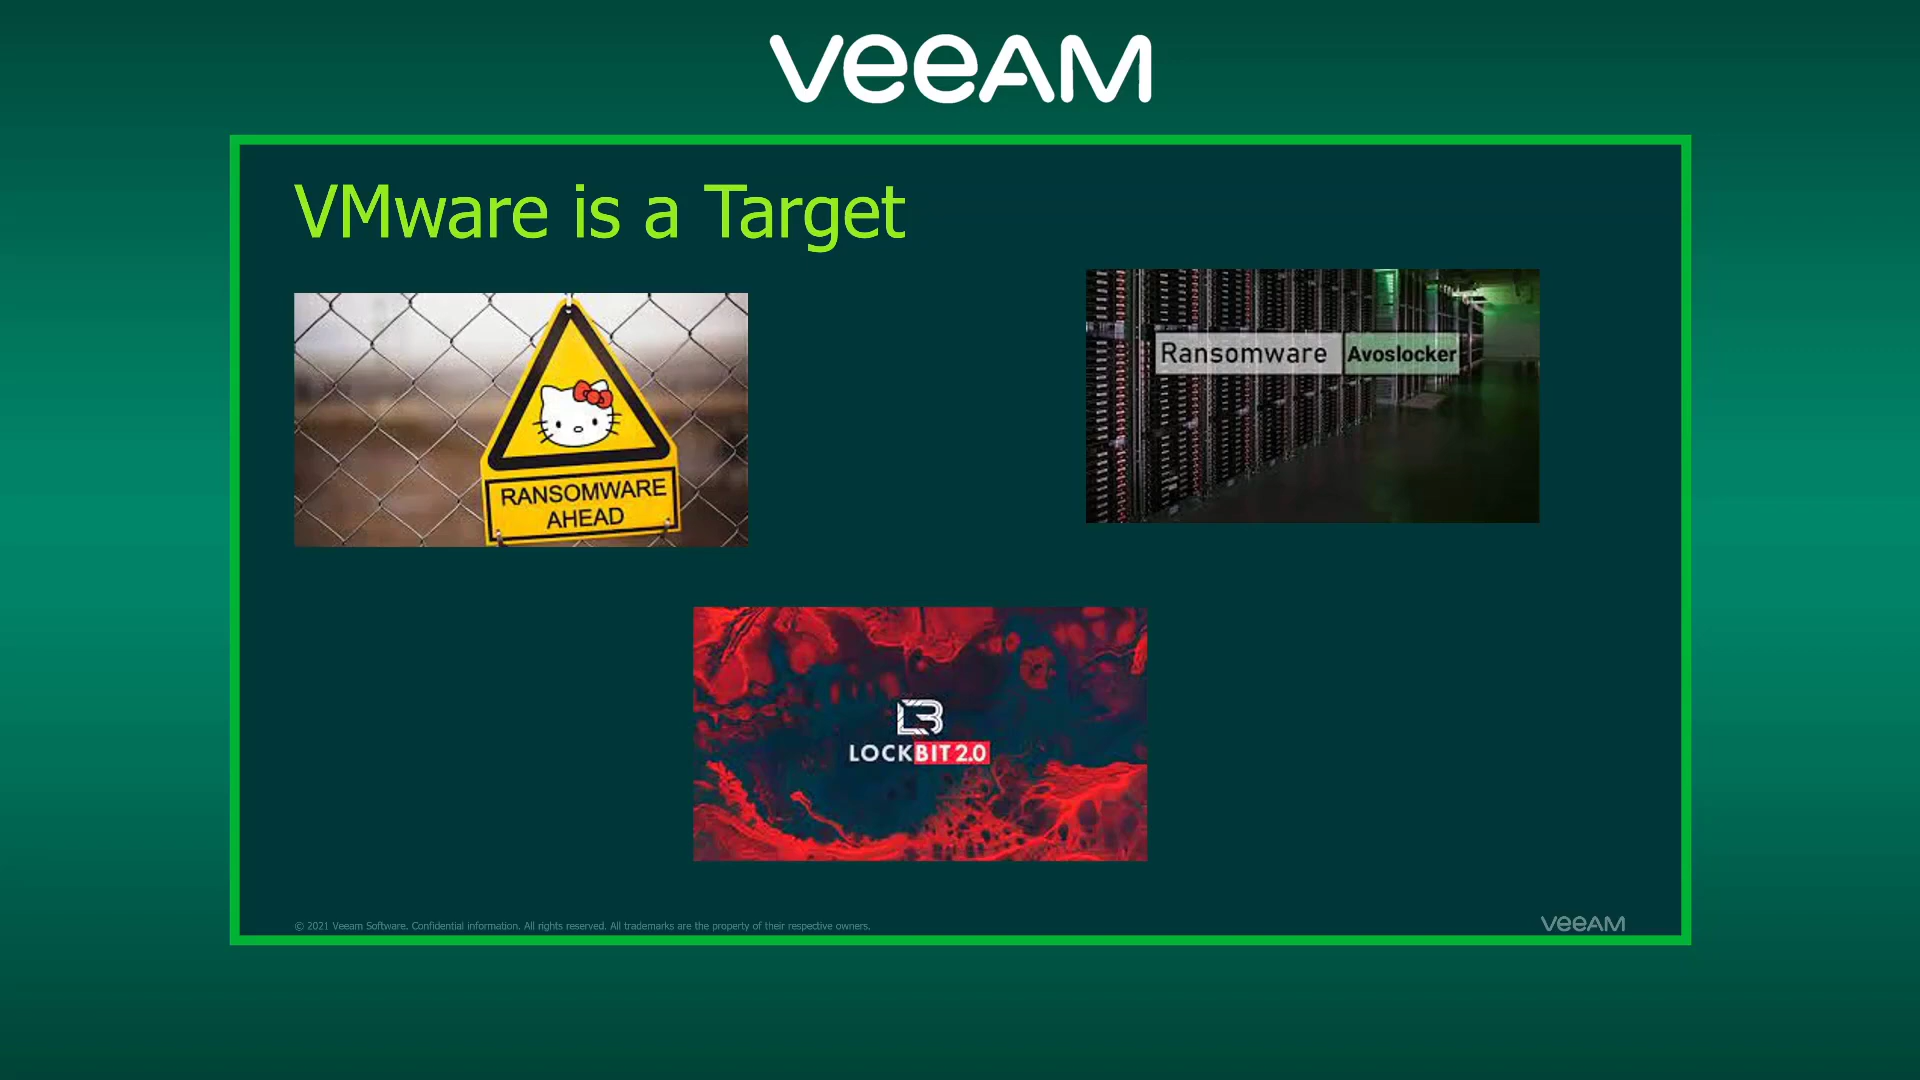 veeAM
VMware is a Target
RANSOMWARE
AHEAD
Ransomware Avoslocker
LB
LOCKBIT 2.0
© 2021 Veeam Software. Confidential information. All rights reserved. All trademarks are the property of their respective owners.
veeAM